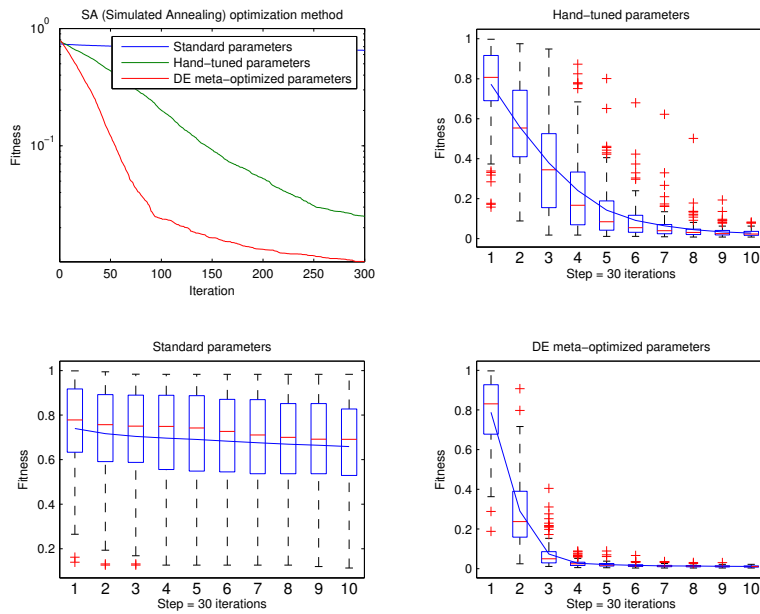 SA (Simulated Annealing) optimization method
10^0
10^−1
Fitness
Standard parameters
Hand−tuned parameters
DE meta−optimized parameters
0 50 100 150 200 250 300
Iteration
Hand−tuned parameters
1
0.8
0.6
0.4
0.2
0
Fitness
1 2 3 4 5 6 7 8 9 10
Step = 30 iterations
Standard parameters
1
0.8
0.6
0.4
0.2
Fitness
1 2 3 4 5 6 7 8 9 10
Step = 30 iterations
DE meta−optimized parameters
1
0.8
0.6
0.4
0.2
0
Fitness
1 2 3 4 5 6 7 8 9 10
Step = 30 iterations